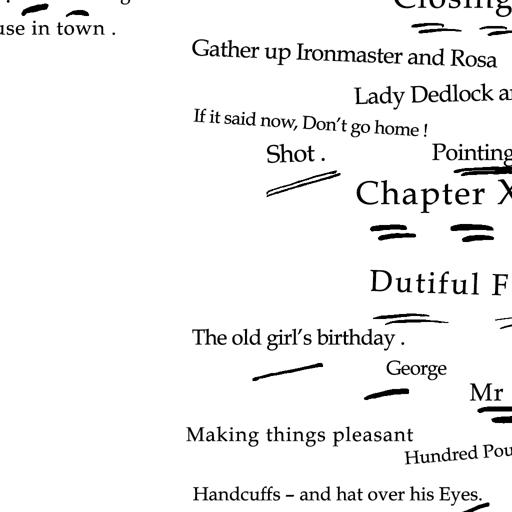 Closing
use in town .
Gather up Ironmaster and Rosa
Lady Dedlock
If it said now, Don't go home !
Shot .
Pointing
Chapter X
Dutiful F
The old girl's birthday .
George
Mr
Making things pleasant
Hundred Pou
Handcuffs – and hat over his Eyes.